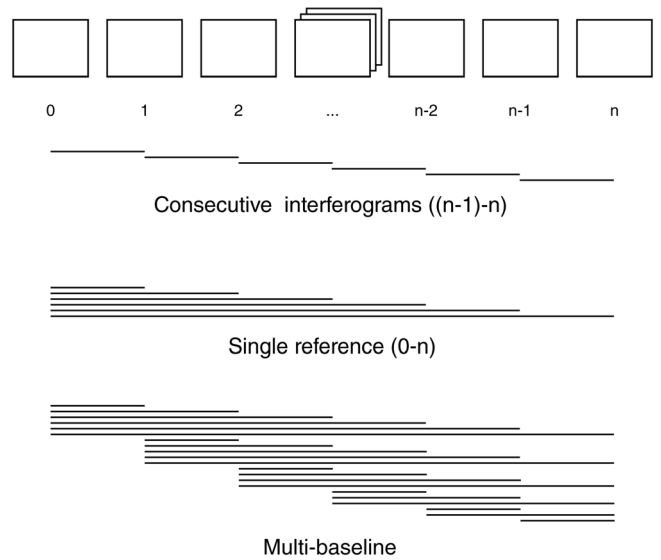 0 1 2 ... n-2 n-1 n
Consecutive interferograms ((n-1)-n)
Single reference (0-n)
Multi-baseline